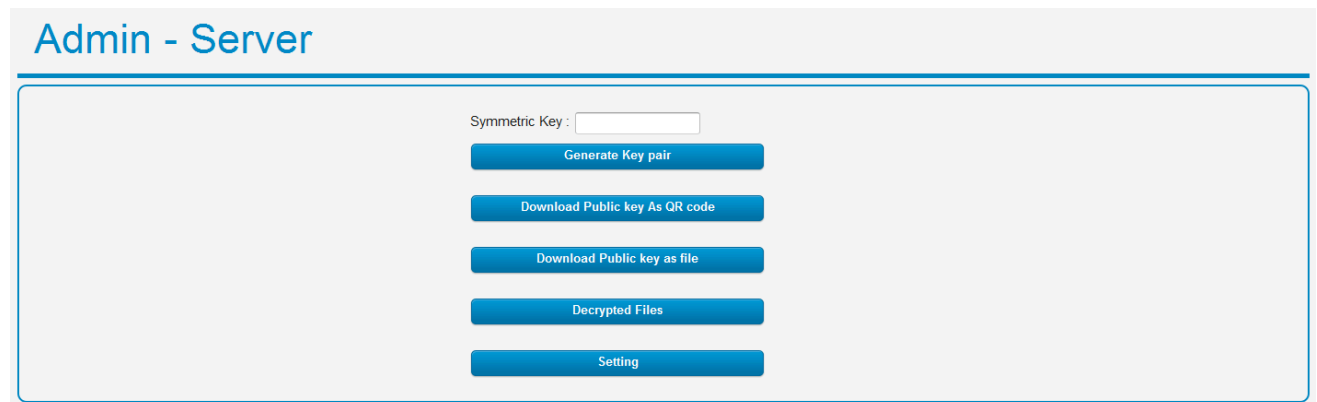 Admin - Server
Symmetric Key :
Generate Key pair
Download Public key As QR code
Download Public key as file
Decrypted Files
Setting